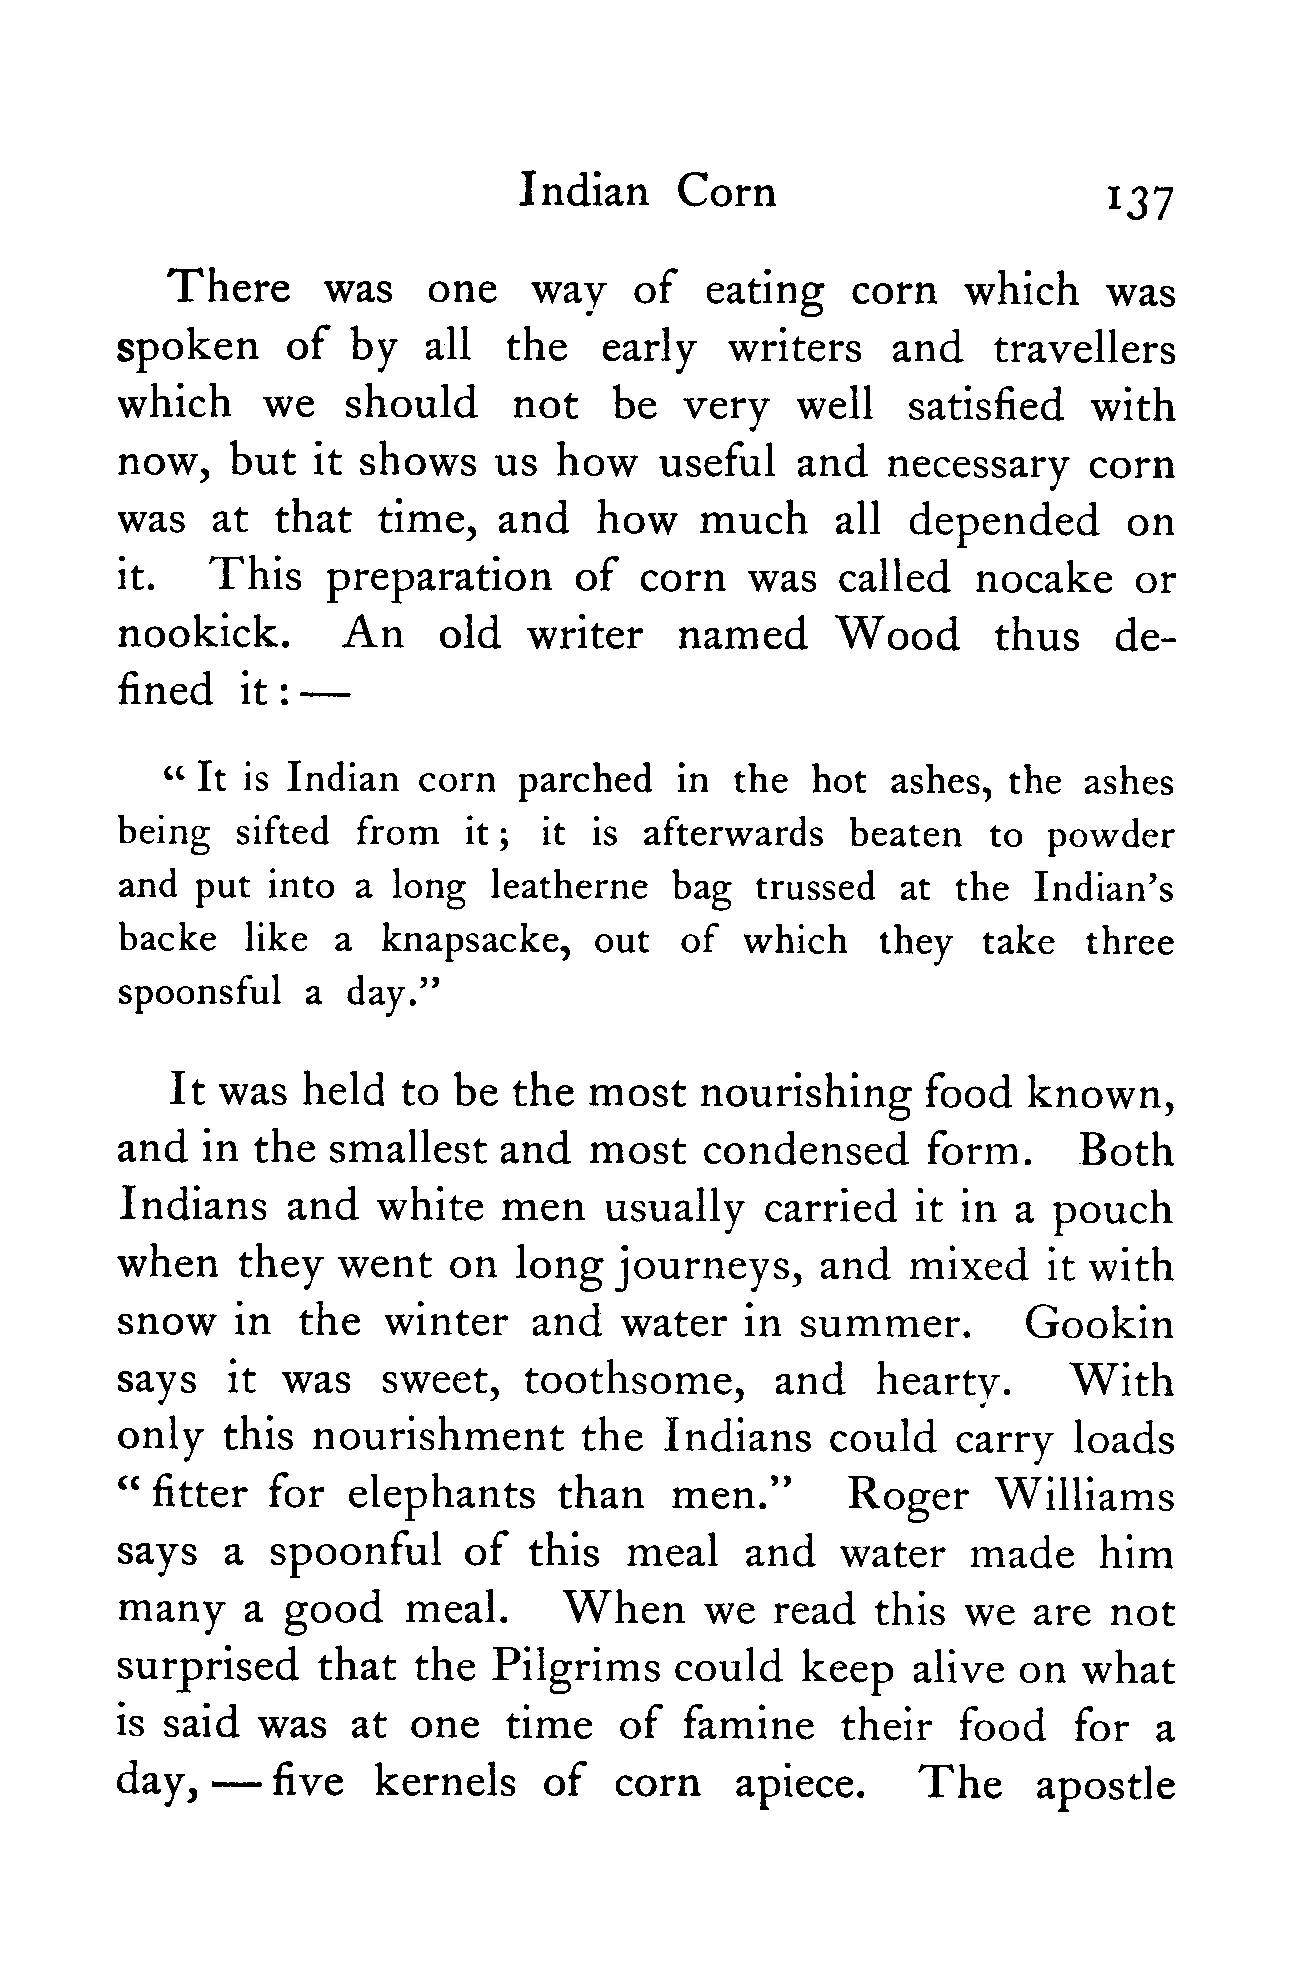 Indian Corn 137
There was one way of eating corn which was
spoken of by all the early writers and travellers
which we should not be very well satisfied with
now, but it shows us how useful and necessary corn
was at that time, and how much all depended on
it. This preparation of corn was called nocake or
nookick. An old writer named Wood thus de-
fined it: —
“It is Indian corn parched in the hot ashes, the ashes
being sifted from it; it is afterwards beaten to powder
and put into a long leatherne bag trussed at the Indian’s
backe like a knapsacke, out of which they take three
spoonsful a day.”
It was held to be the most nourishing food known,
and in the smallest and most condensed form. Both
Indians and white men usually carried it in a pouch
when they went on long journeys, and mixed it with
snow in the winter and water in summer. Gookin
says it was sweet, toothsome, and hearty. With
only this nourishment the Indians could carry loads
“fitter for elephants than men.” Roger Williams
says a spoonful of this meal and water made him
many a good meal. When we read this we are not
surprised that the Pilgrims could keep alive on what
is said was at one time of famine their food for a
day, — five kernels of corn apiece. The apostle